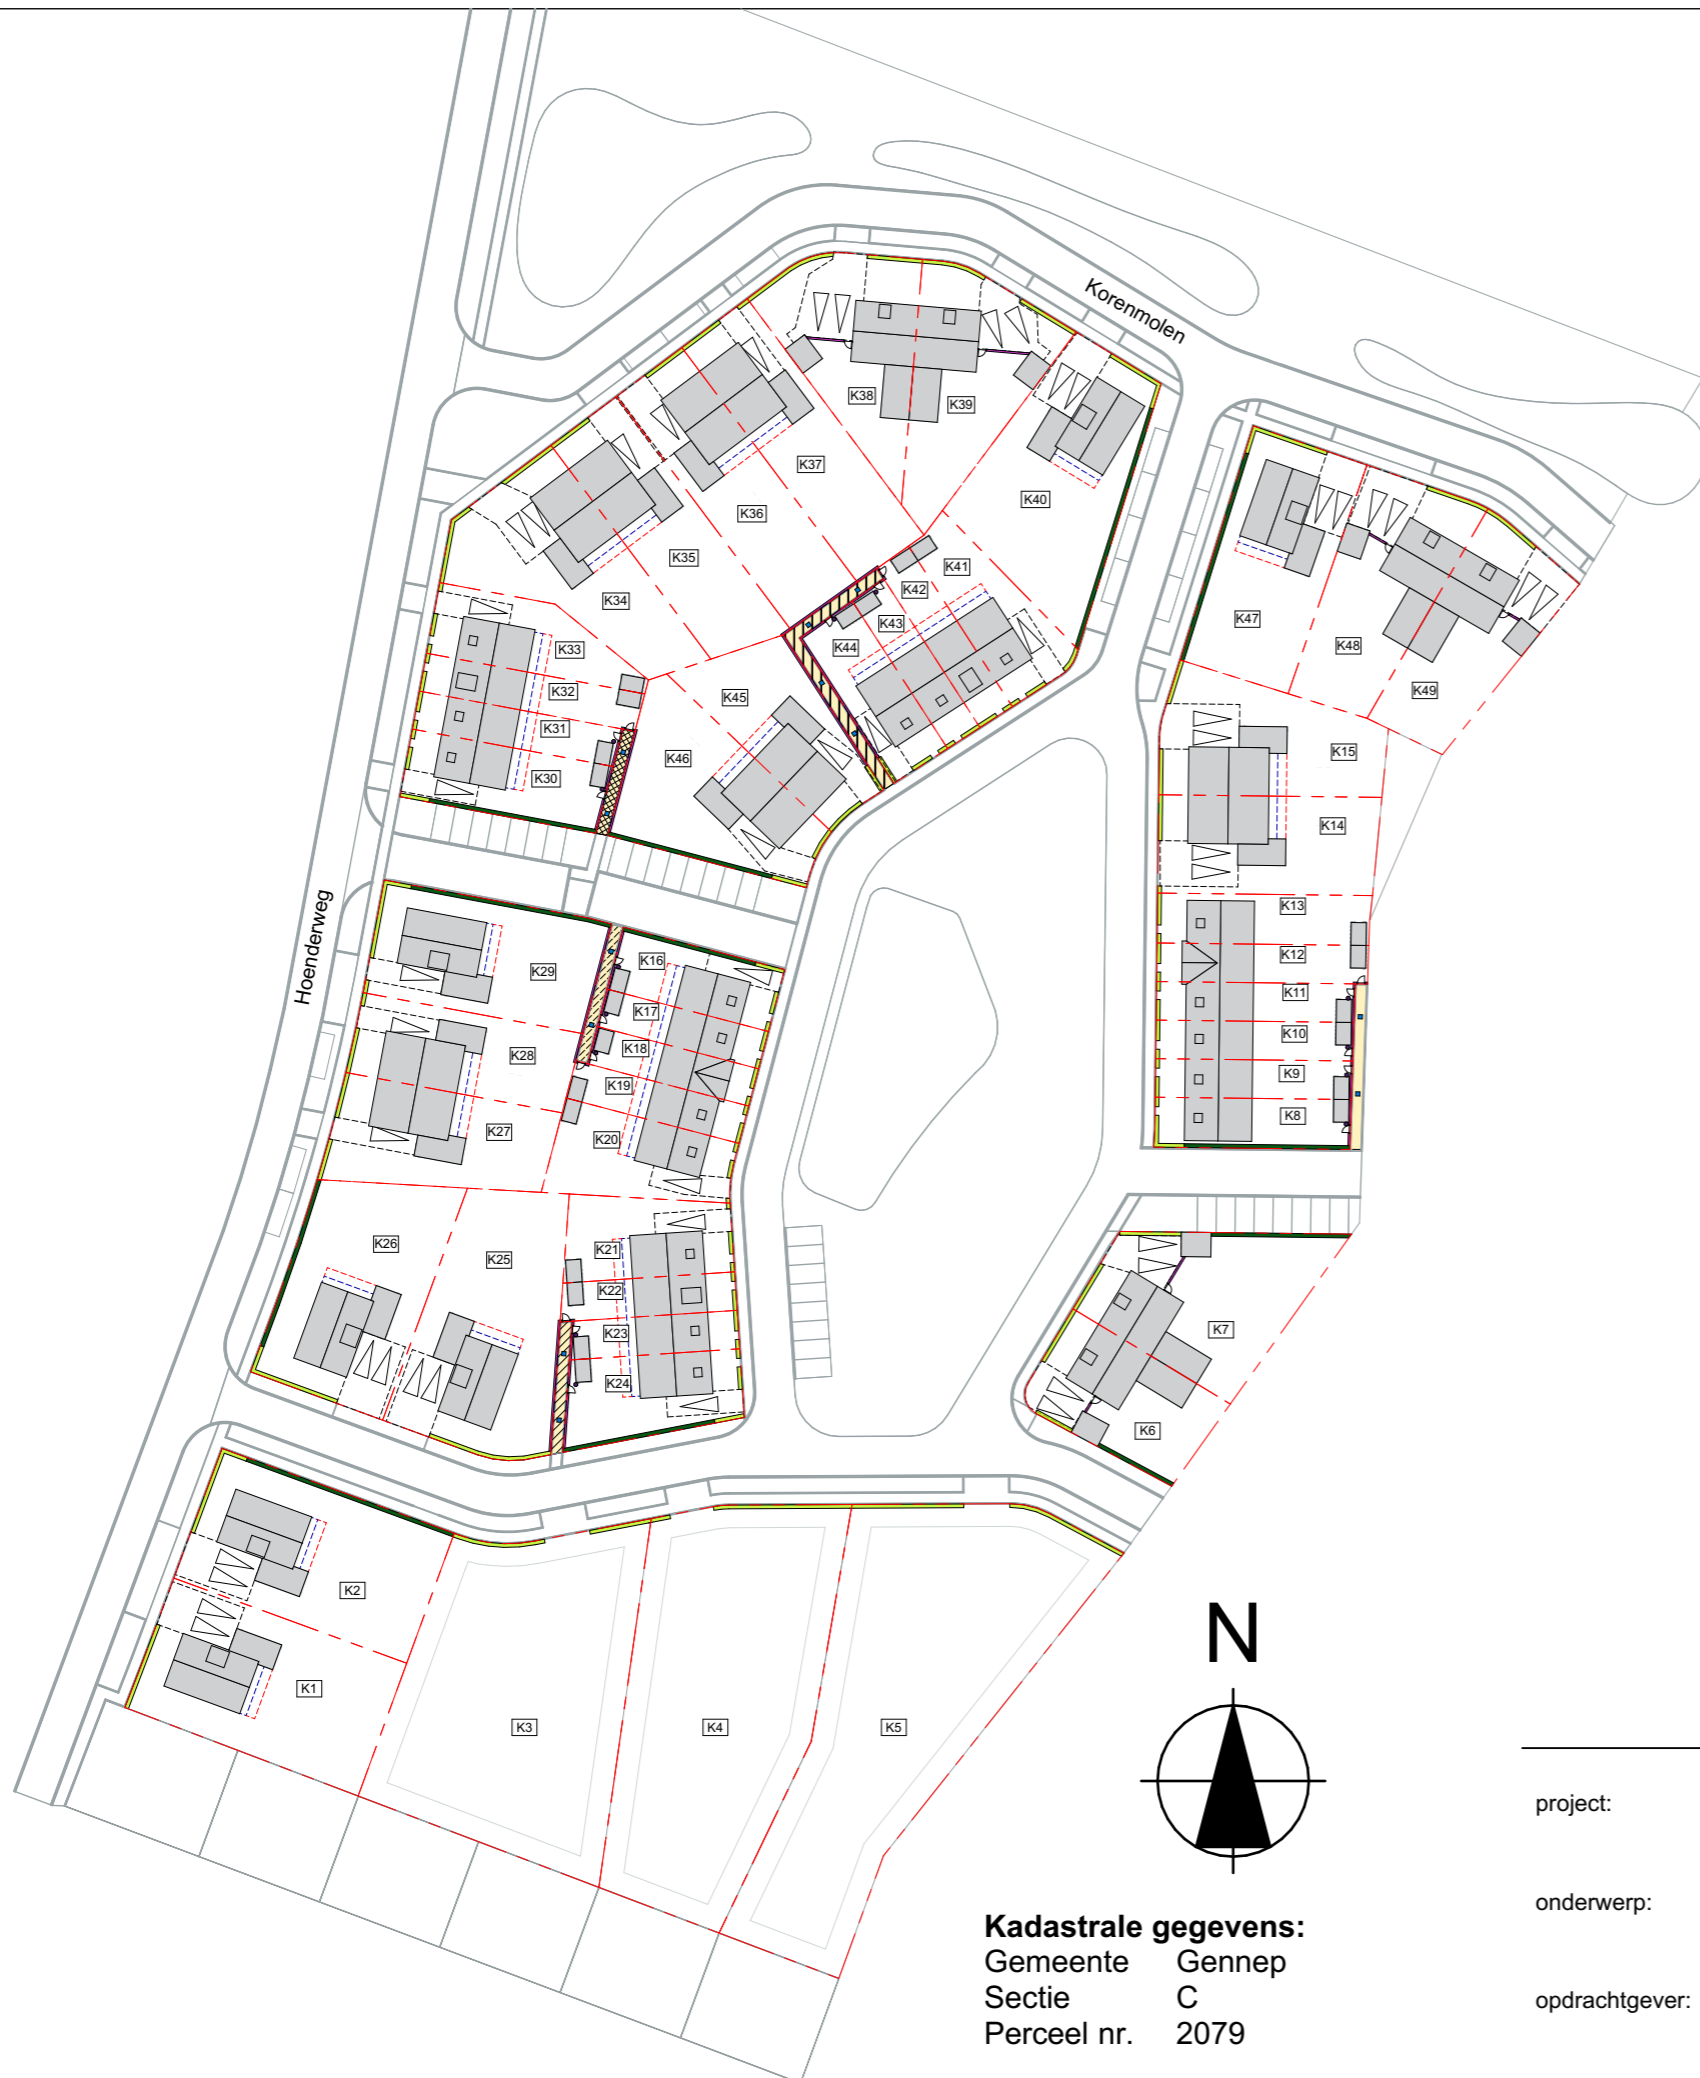 Korenmolen
K38
K39
K37
K40
K36
K35
K41
K42
K34
K43
K47
K33
K44
K48
K32
K45
K49
K31
K46
K15
K30
K14
Hoenderweg
K13
K29
K16
K12
K11
K17
K10
K28
K18
K9
K19
K8
K27
K20
K26
K21
K25
K22
K23
K7
K24
K6
K2
N
K1
K3
K4
K5
project:
onderwerp:
Kadastrale gegevens:
Gemeente Gennep
Sectie C
opdrachtgever:
Perceel nr. 2079